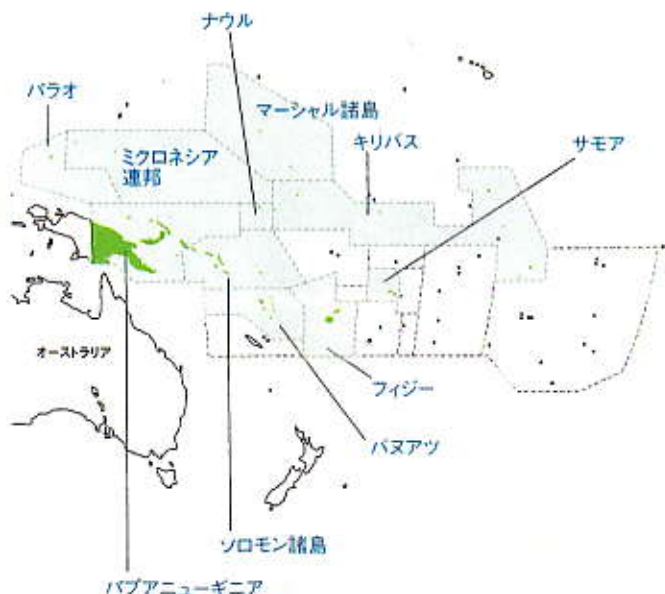 ナウル
パラオ
マーシャル諸島
キリバス
サモア
ミクロネシア
連邦
オーストラリア
フィジー
バヌアツ
ソロモン諸島
パプアニューギニア